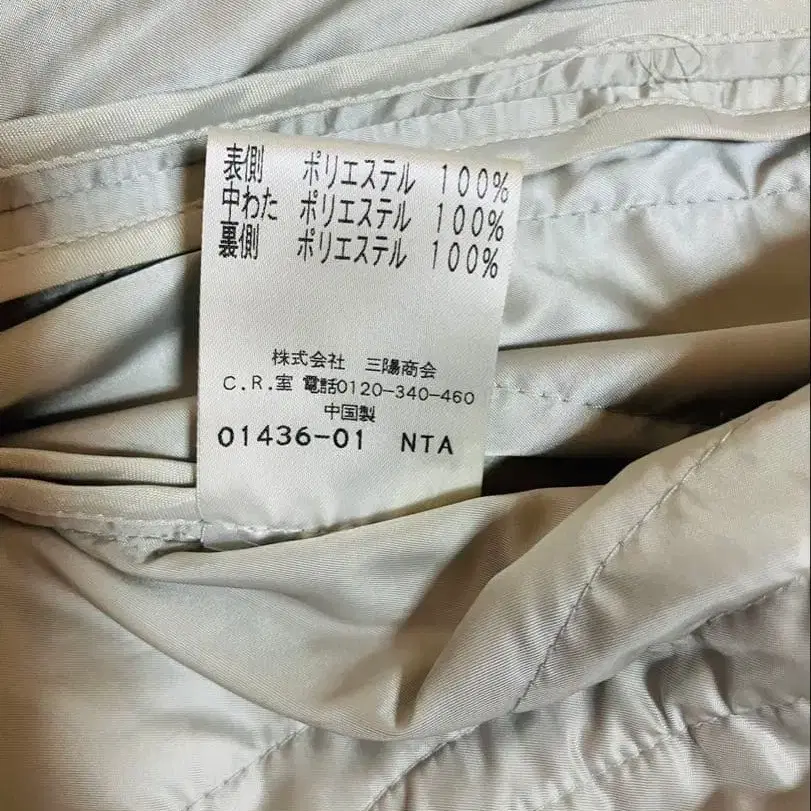 表側 ポリエステル 100%
中わた ポリエステル 100%
裏側 ポリエステル 100%
株式会社 三陽商会
C.R.室 電話0120-340-460
中国製
01436-01 NTA